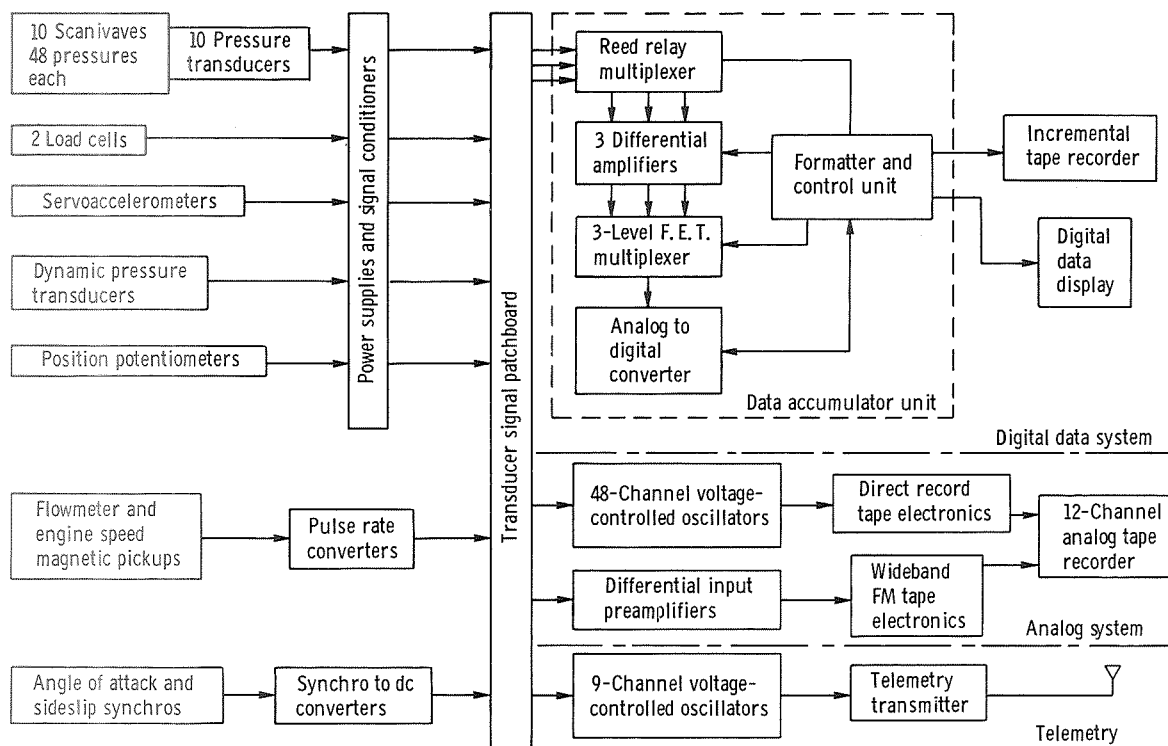 10 Scanivaves
48 pressures
each
10 Pressure
transducers
2 Load cells
Servoaccelerometers
Dynamic pressure
transducers
Position potentiometers
Flowmeter and
engine speed
magnetic pickups
Pulse rate
converters
Angle of attack and
sideslip synchros
Synchro to dc
converters
Power supplies and signal conditioners
Transducer signal patchboard
Reed relay
multiplexer
3 Differential
amplifiers
3-Level F. E. T.
multiplexer
Analog to
digital
converter
Formatter and
control unit
Data accumulator unit
Incremental
tape recorder
Digital
data
display
Digital data system
48-Channel voltage-
controlled oscillators
Direct record
tape electronics
12-Channel
analog tape
recorder
Differential input
preamplifiers
Wideband
FM tape
electronics
Analog system
9-Channel voltage-
controlled oscillators
Telemetry
transmitter
Telemetry